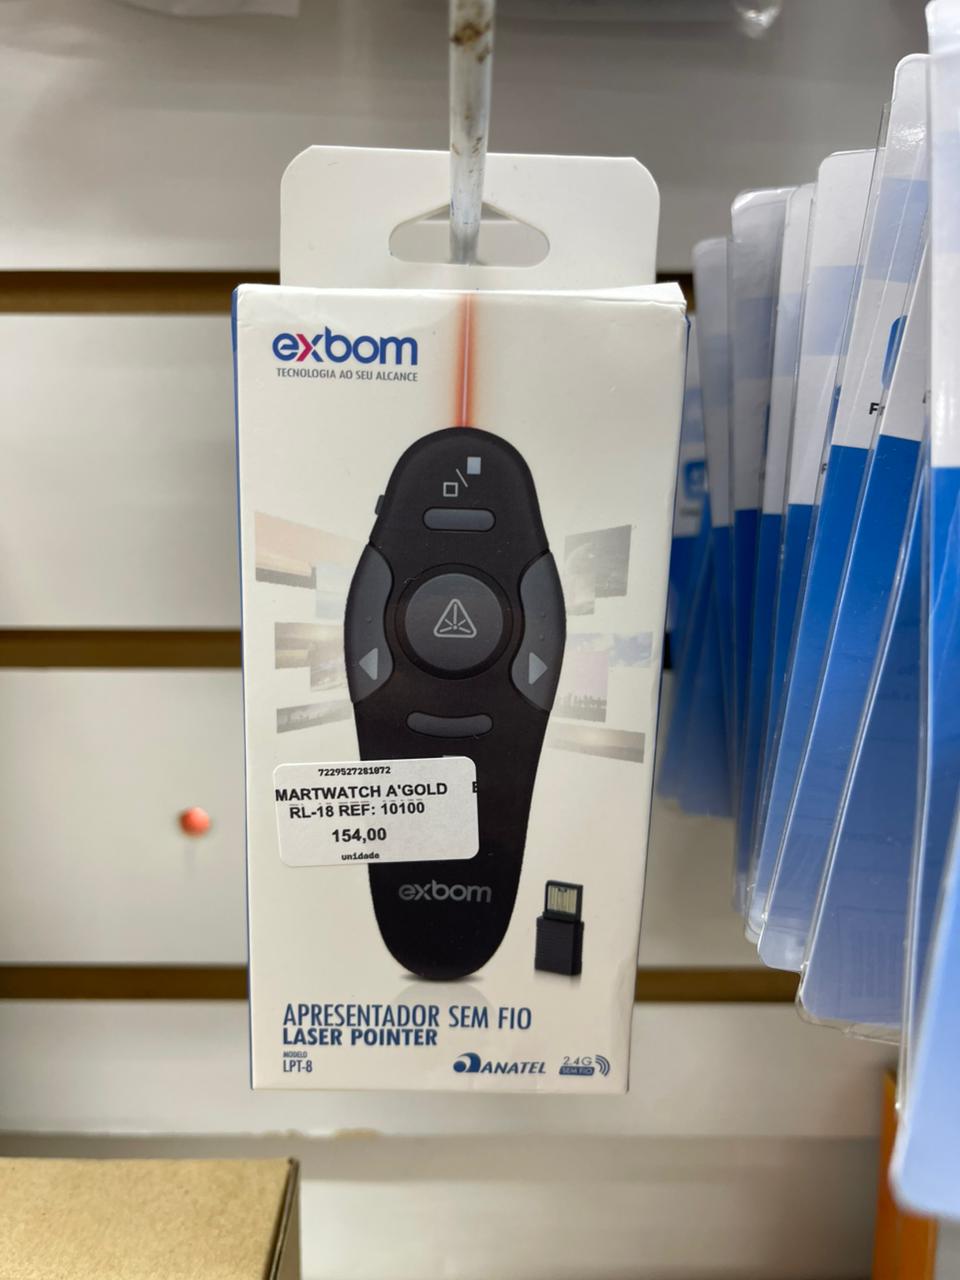 exbom
TECNOLOGIA AO SEU ALCANCE
7229527281072
MARTWATCH A'GOLD
RL-18 REF: 10100
154,00
unidade
exbom
APRESENTADOR SEM FIO
LASER POINTER
MODELO
LPT-8
ANATEL
2.4G
SEM FIO